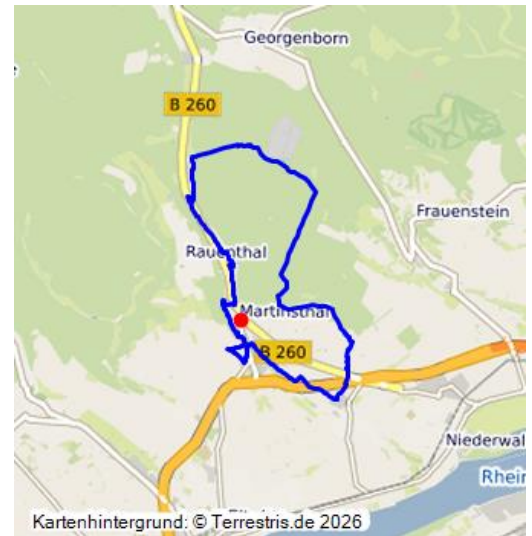 Georgenborn
B 260
Frauenstein
Rauenthal
Martinsthal
B 260
Niederwal
Rhein
Kartenhintergrund: © Terrestris.de 2026